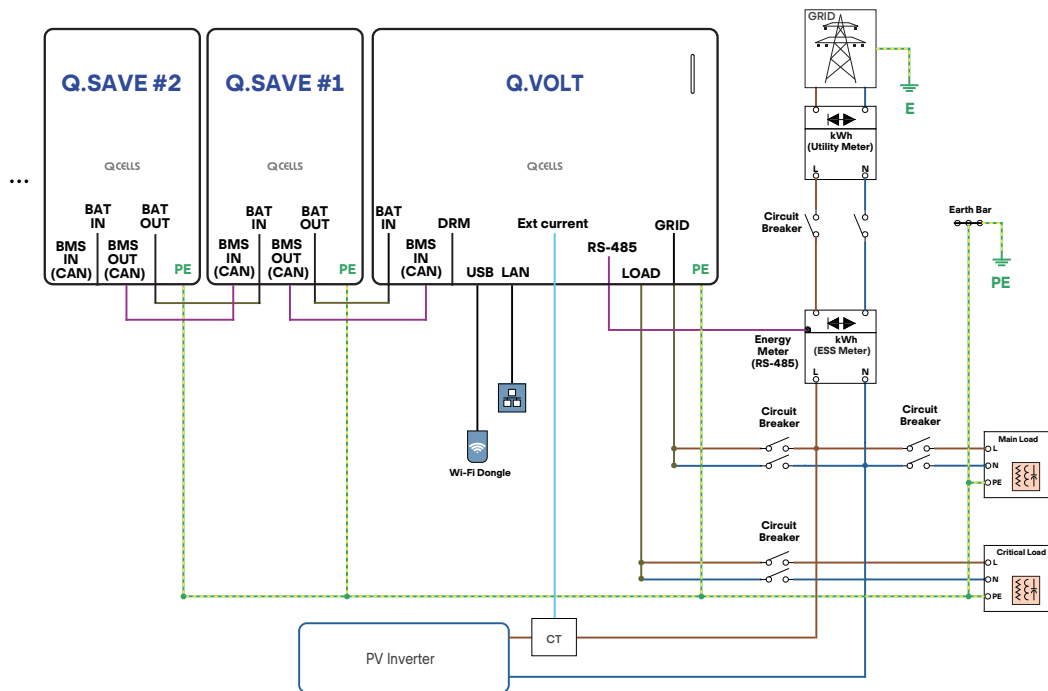 GRID
E
Q.SAVE #2
Q.SAVE #1
Q.VOLT
kWh
(Utility Meter)
L
N
QCELLS
QCELLS
QCELLS
...
BAT
IN
BAT
OUT
BMS
IN
(CAN)
BMS
OUT
(CAN)
PE
BAT
IN
BAT
OUT
BMS
IN
(CAN)
BMS
OUT
(CAN)
PE
BAT
IN
BMS
IN
(CAN)
DRM
USB
LAN
Ext current
RS-485
LOAD
GRID
PE
Circuit
Breaker
Earth Bar
PE
Energy
Meter
(RS-485)
kWh
(ESS Meter)
L
N
Wi-Fi Dongle
Circuit
Breaker
Circuit
Breaker
Main Load
L
N
PE
Circuit
Breaker
Critical Load
L
N
PE
CT
PV Inverter